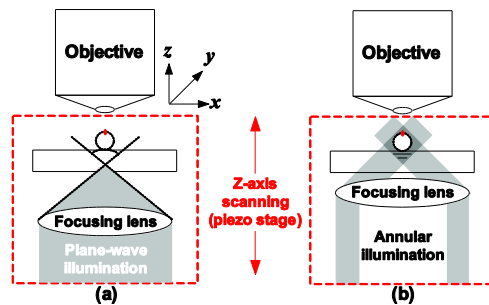 Objective
z
y
x
Focusing lens
Plane-wave
illumination
(a)
Z-axis
scanning
(piezo stage)
Objective
Focusing lens
Annular
illumination
(b)